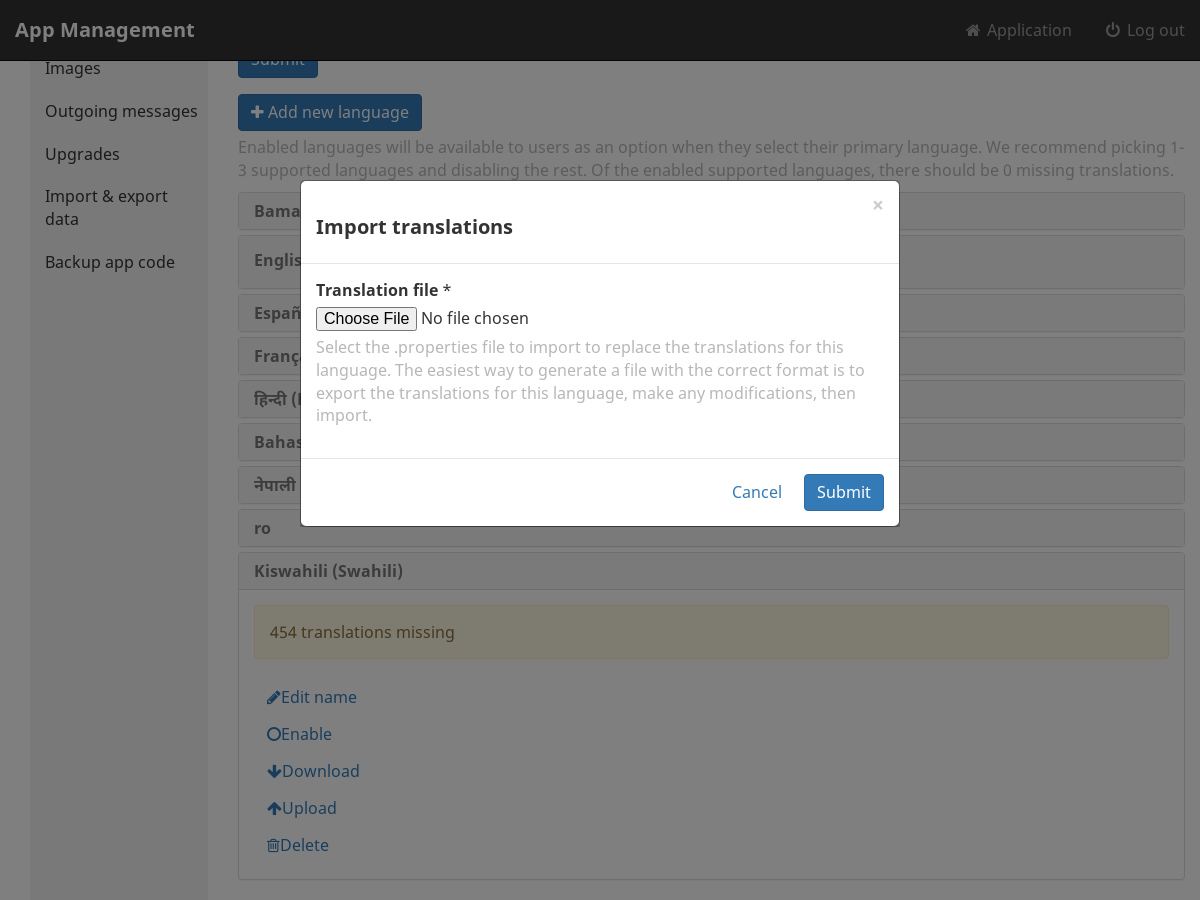 App Management
Application
Log out
Images
Outgoing messages
Upgrades
Import & export
data
Backup app code
Submit
Add new language
Enabled languages will be available to users as an option when they select their primary language. We recommend picking 1-
3 supported languages and disabling the rest. Of the enabled supported languages, there should be 0 missing translations.
×
Import translations
Translation file *
Choose File No file chosen
Select the .properties file to import to replace the translations for this
language. The easiest way to generate a file with the correct format is to
export the translations for this language, make any modifications, then
import.
Cancel
Submit
नेपाली
ro
Kiswahili (Swahili)
454 translations missing
Edit name
Enable
Download
Upload
Delete